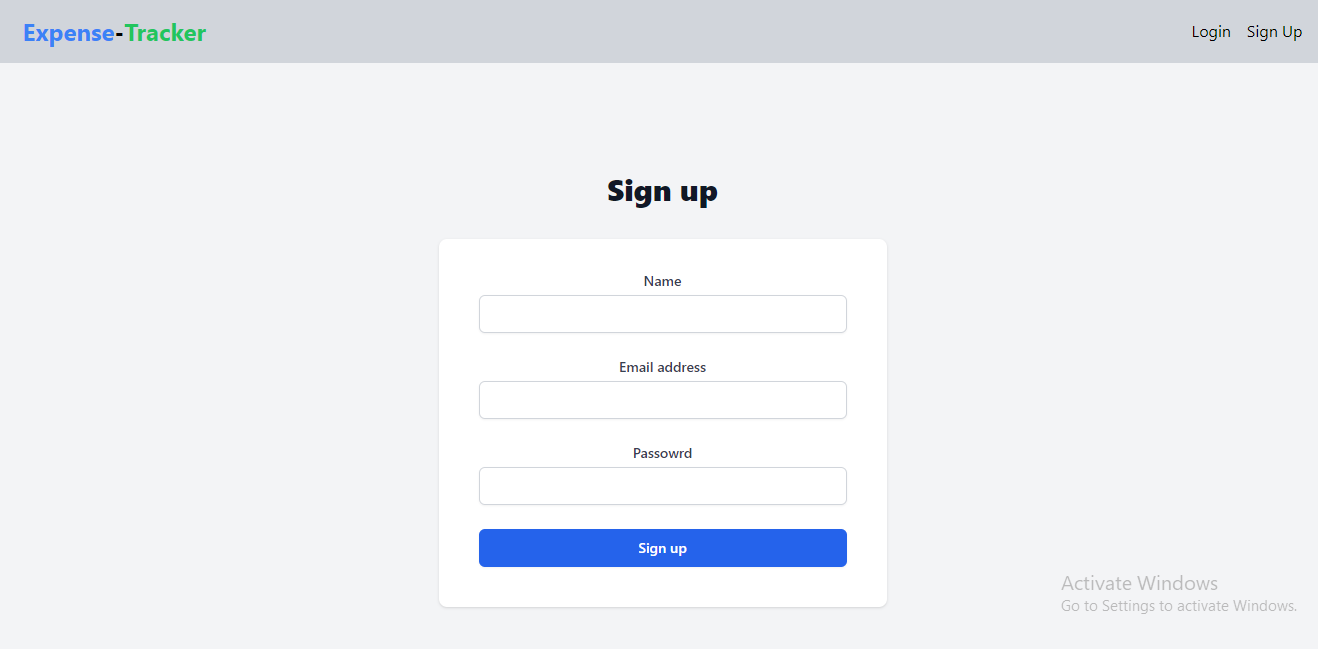 Expense-Tracker
Login Sign Up
Sign up
Name
Email address
Passowrd
Sign up
Activate Windows
Go to Settings to activate Windows.